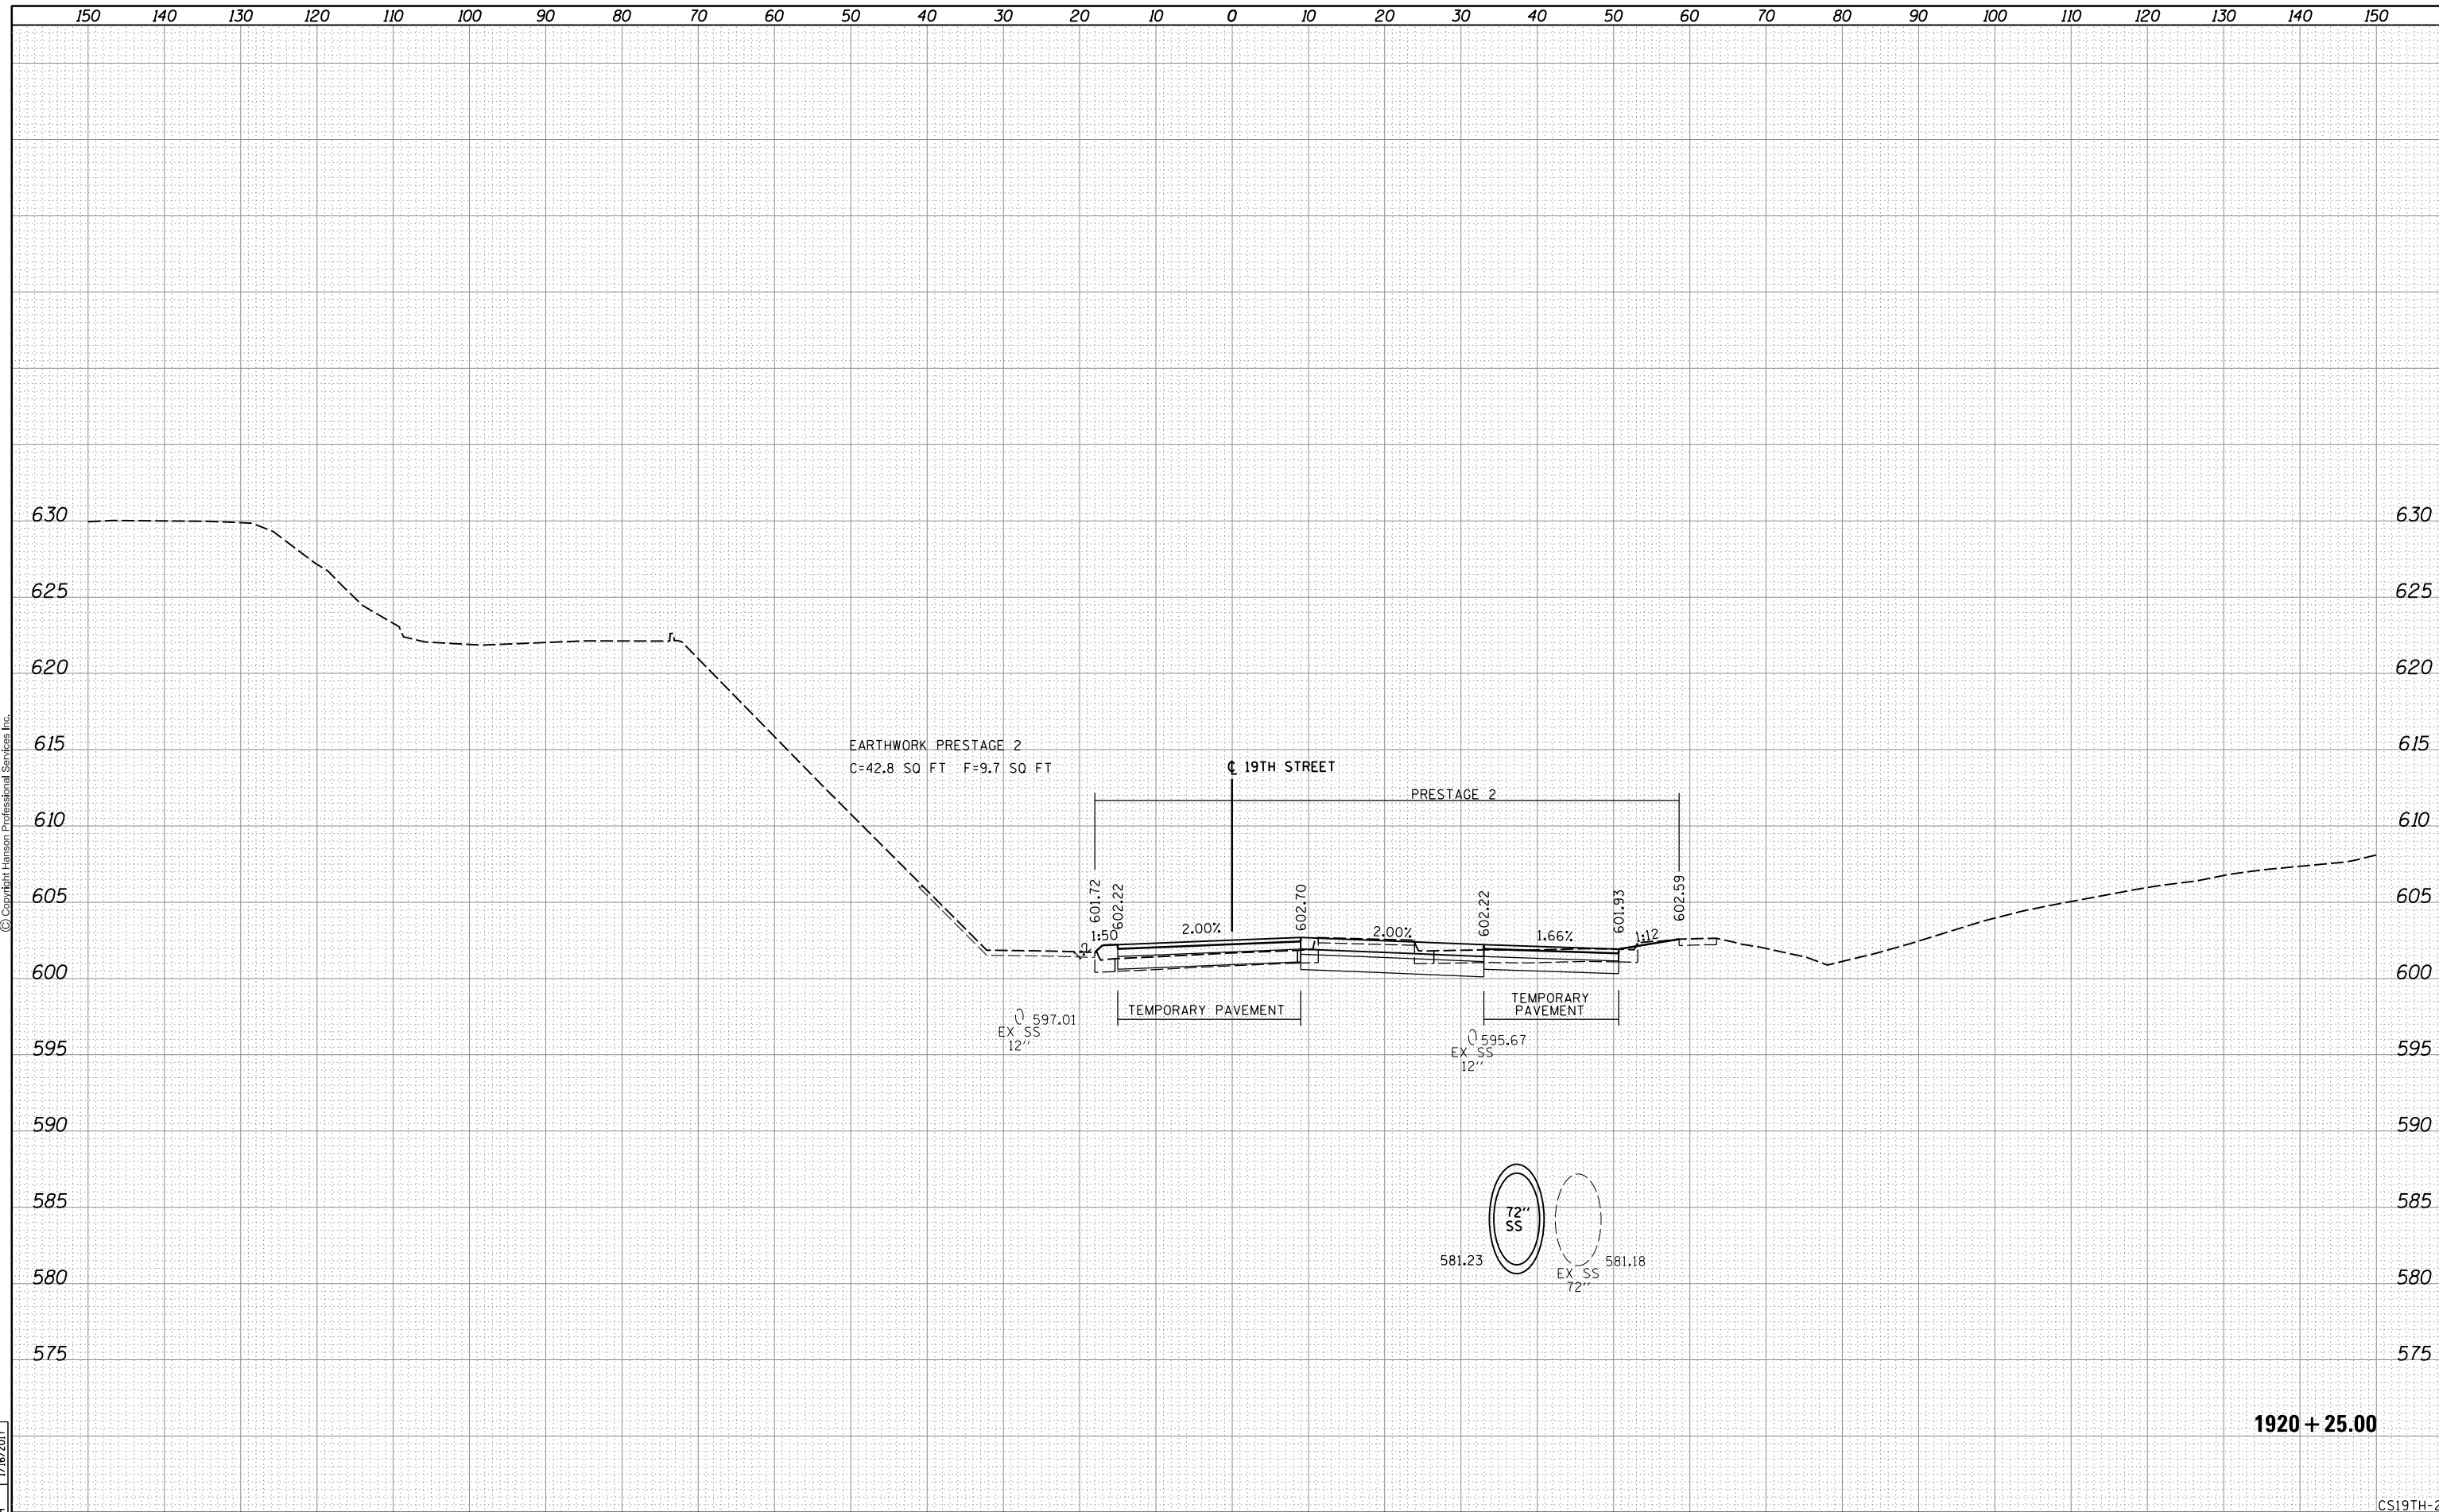 150 140 130 120 110 100 90 80 70 60 50 40 30 20 10 0 10 20 30 40 50 60 70 80 90 100 110 120 130 140 150
630 630
625 625
620 620
615 615
EARTHWORK PRESTAGE 2
C=42.8 SQ FT F=9.7 SQ FT
℄ 19TH STREET
PRESTAGE 2
610 610
605 605
601.72 602.22 602.70 602.22 601.93 602.59
1:50 2.00% 2.00% 1.66% 1:12
600 600
TEMPORARY PAVEMENT
TEMPORARY
PAVEMENT
597.01
EX SS
12''
595.67
EX SS
12''
595 595
590 590
585 585
72''
SS
581.23
581.18
EX SS
72''
580 580
575 575
1920+25.00
© Copyright Hanson Professional Services Inc.
1/16/2017